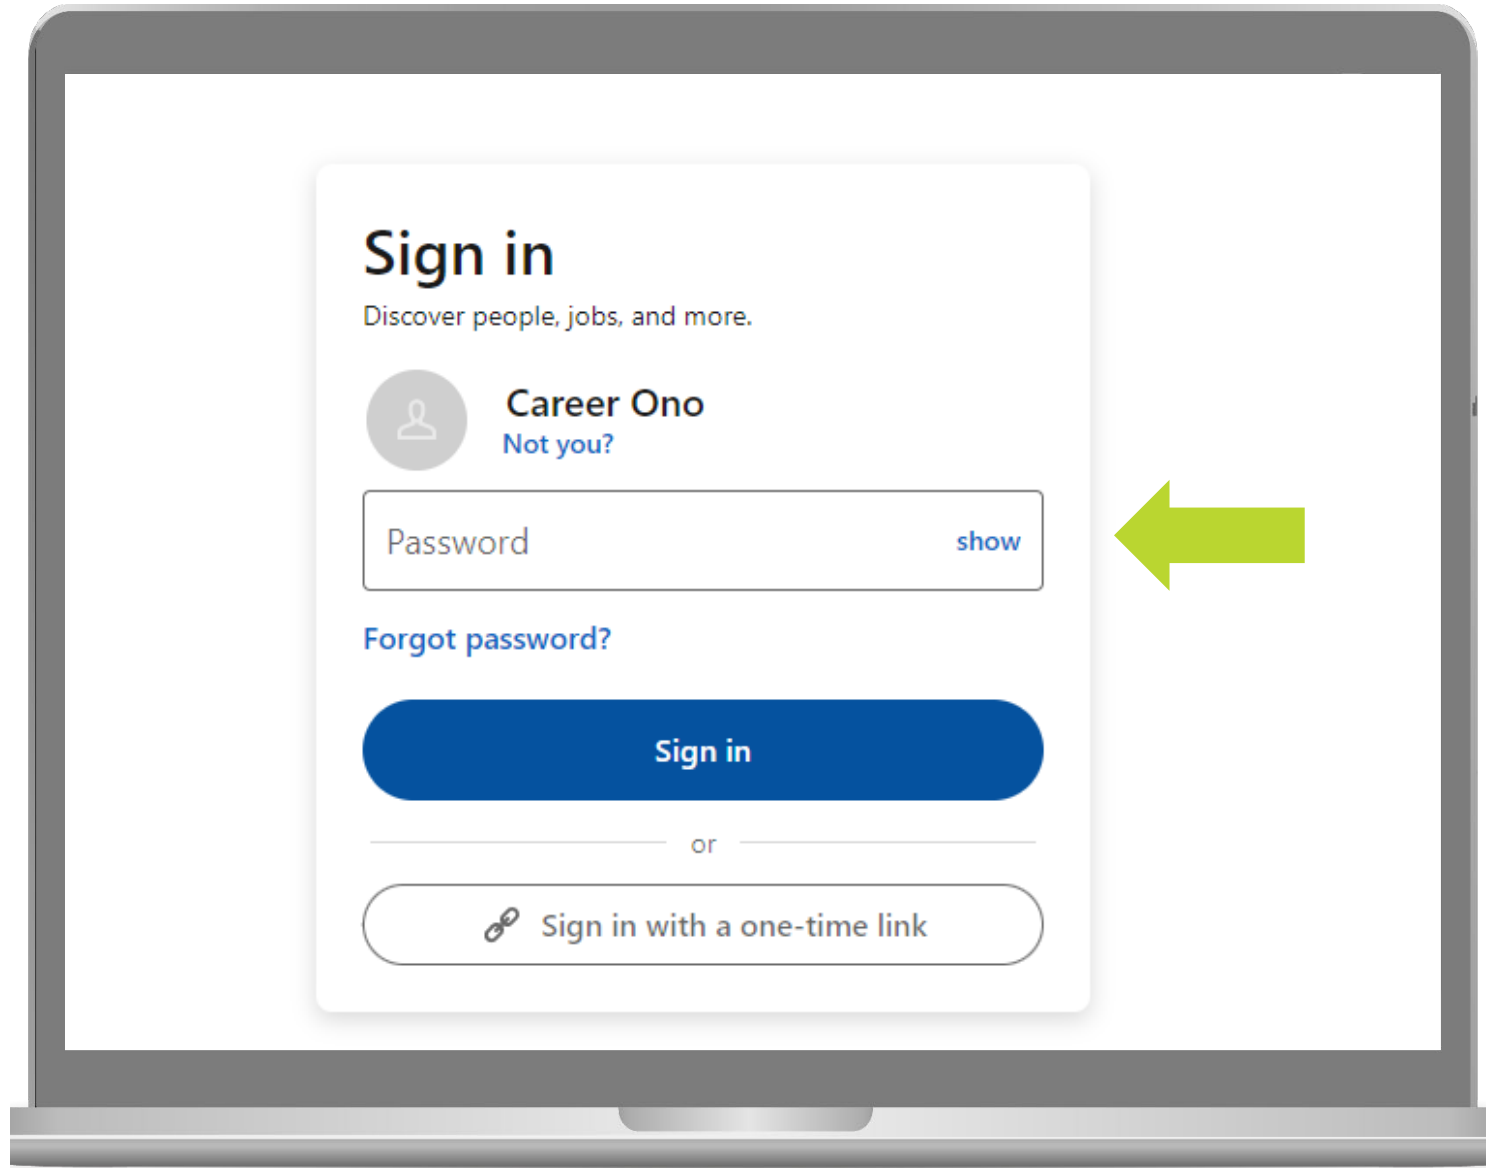 Sign in
Discover people, jobs, and more.
Career Ono
Not you?
Password show
Forgot password?
Sign in
or
Sign in with a one-time link